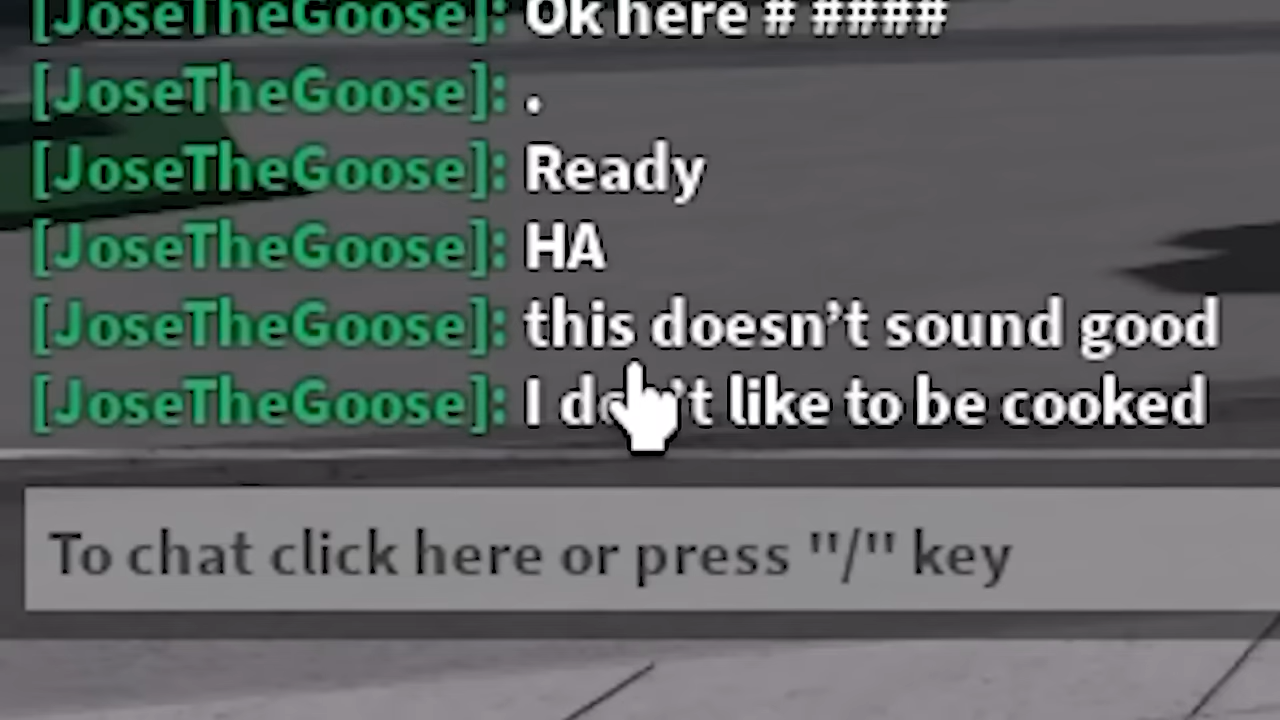 [JoseTheGoose]: Ok here # ####
[JoseTheGoose]: .
[JoseTheGoose]: Ready
[JoseTheGoose]: HA
[JoseTheGoose]: this doesn’t sound good
[JoseTheGoose]: I don’t like to be cooked
To chat click here or press "/" key